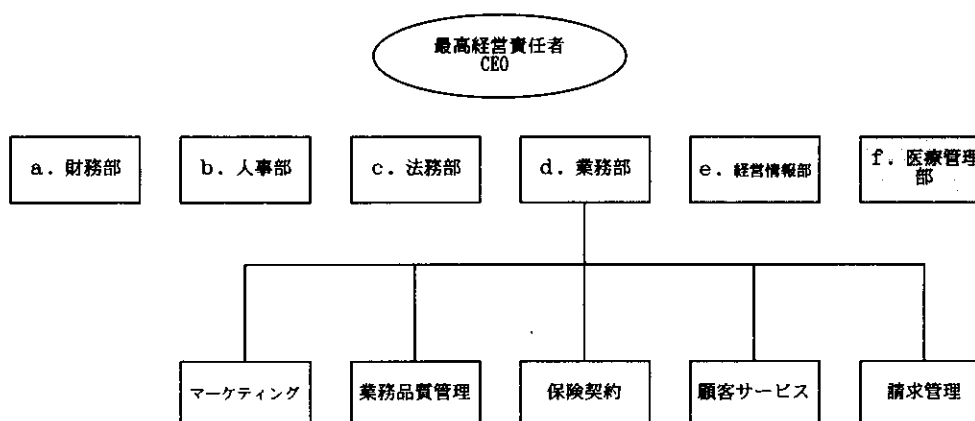 最高経営責任者
CEO
a．財務部
b．人事部
c．法務部
d．業務部
e．経営情報部
f．医療管理
部
マーケティング
業務品質管理
保険契約
顧客サービス
請求管理